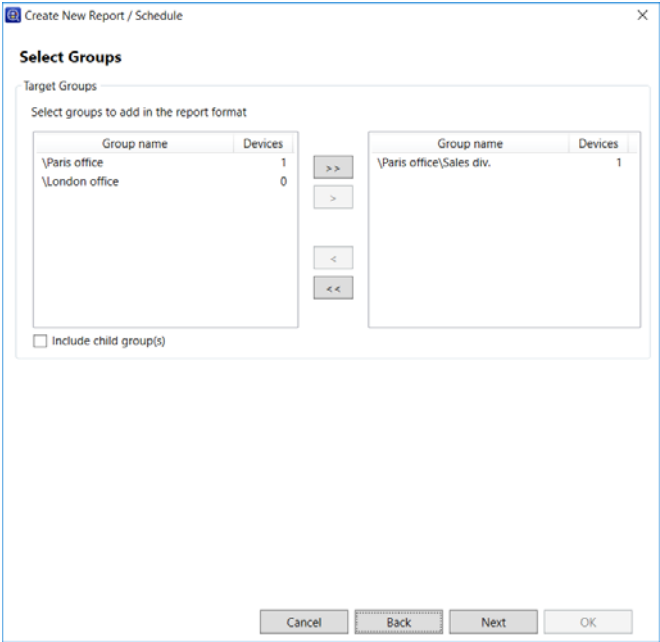 Create New Report / Schedule
Select Groups
Target Groups
Select groups to add in the report format
Group name Devices
\Paris office 1
\London office 0
>>
>
<
<<
Group name Devices
\Paris office\Sales div. 1
Include child group(s)
Cancel Back Next OK